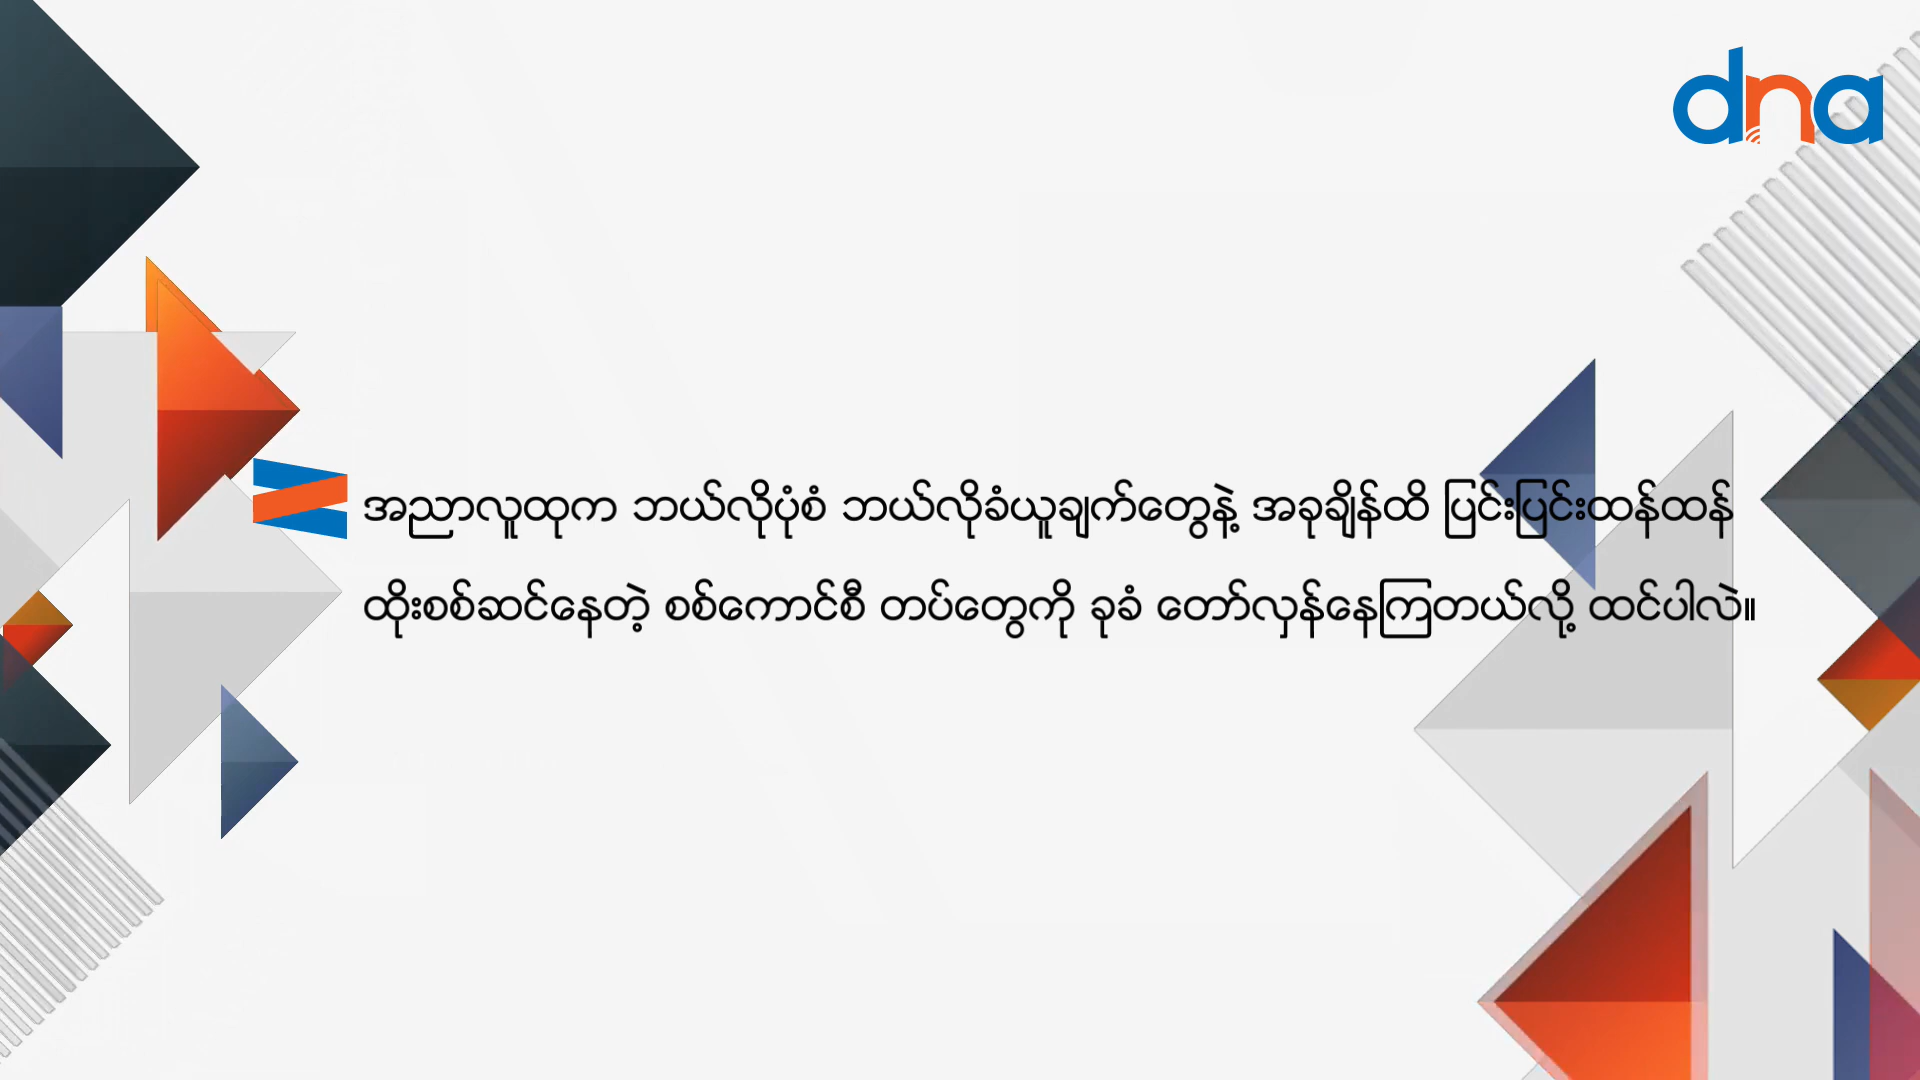 dna
အညာလူထုက ဘယ်လိုပုံစံ ဘယ်လိုခံယူချက်တွေနဲ့ အခုချိန်ထိ ပြင်းပြင်းထန်ထန်
ထိုးစစ်ဆင်နေတဲ့ စစ်ကောင်စီ တပ်တွေကို ခုခံ တော်လှန်နေကြတယ်လို့ ထင်ပါလဲ။